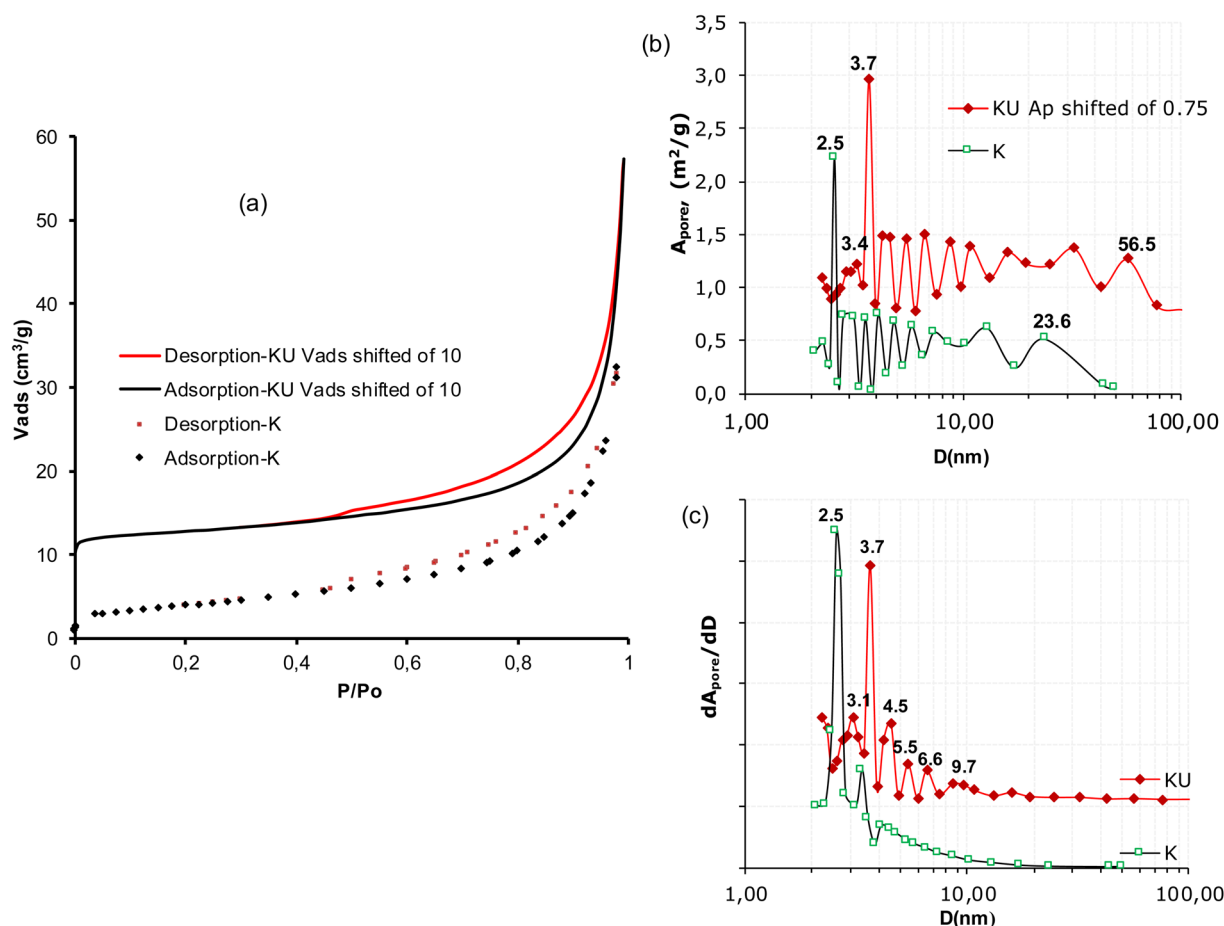 (a)
Vads (cm³/g)
60
50
40
30
20
10
0
Desorption-KU Vads shifted of 10
Adsorption-KU Vads shifted of 10
Desorption-K
Adsorption-K
0
0,2
0,4
0,6
0,8
1
P/Po
(b)
Apore, (m²/g)
3,5
3,0
2,5
2,0
1,5
1,0
0,5
0,0
3.7
2.5
3.4
56.5
23.6
KU Ap shifted of 0.75
K
1,00
10,00
100,00
D(nm)
(c)
dApore/dD
2.5
3.7
3.1
4.5
5.5
6.6
9.7
KU
K
1,00
10,00
100,00
D(nm)